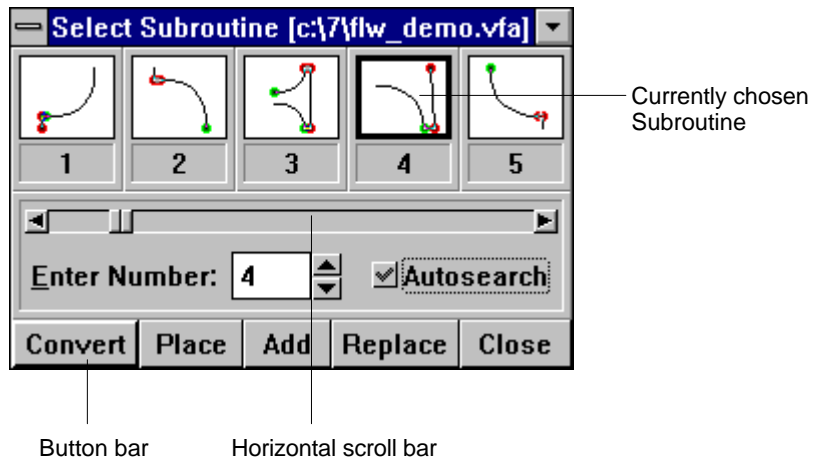 Select Subroutine [c:\7\flw_demo.vfa]
1 2 3 4 5
Currently chosen
Subroutine
Enter Number: 4 Autosearch
Convert Place Add Replace Close
Button bar Horizontal scroll bar